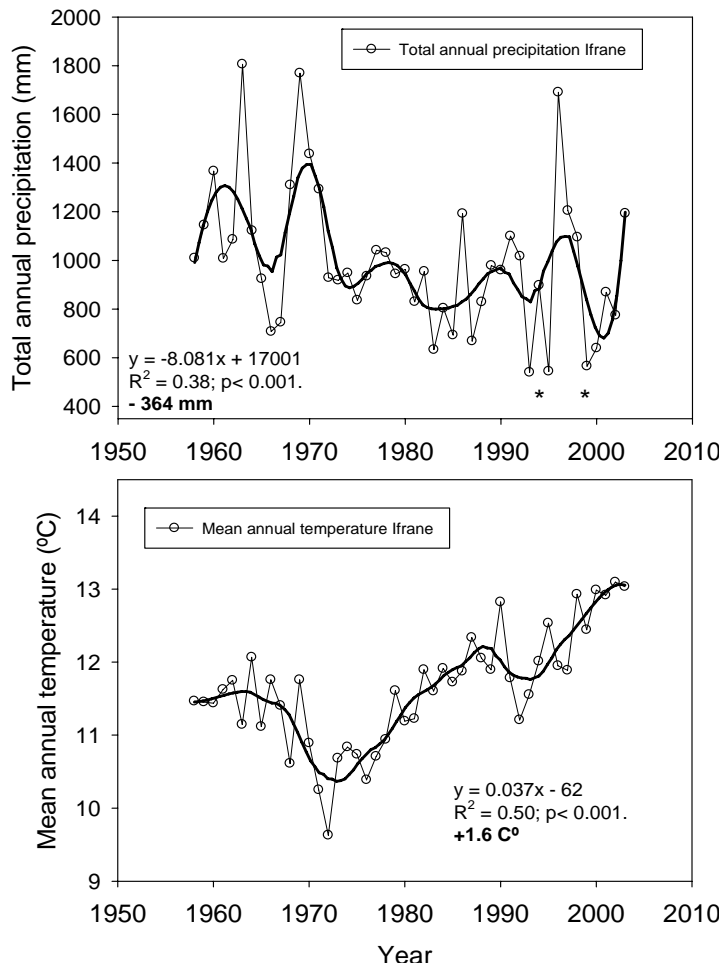 2000
1800
1600
1400
1200
1000
800
600
400
Total annual precipitation (mm)
Total annual precipitation Ifrane
y = -8.081x + 17001
R² = 0.38; p< 0.001.
- 364 mm
* *
1950 1960 1970 1980 1990 2000 2010
14
13
12
11
10
9
Mean annual temperature (ºC)
Mean annual temperature Ifrane
y = 0.037x - 62
R² = 0.50; p< 0.001.
+1.6 Cº
1950 1960 1970 1980 1990 2000 2010
Year